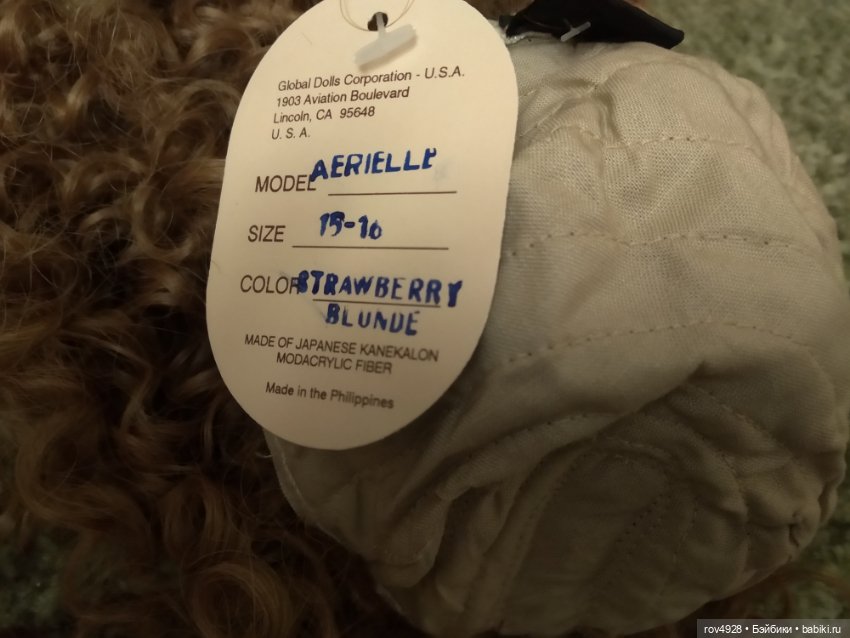 Global Dolls Corporation - U.S.A.
1903 Aviation Boulevard
Lincoln, CA 95648
U. S. A.
MODEL AERIELLE
SIZE 15-16
COLOR STRAWBERRY
BLUNDE
MADE OF JAPANESE KANEKALON
MODACRYLIC FIBER
Made in the Philippines
rov4928 • Бэйбики • babiki.ru